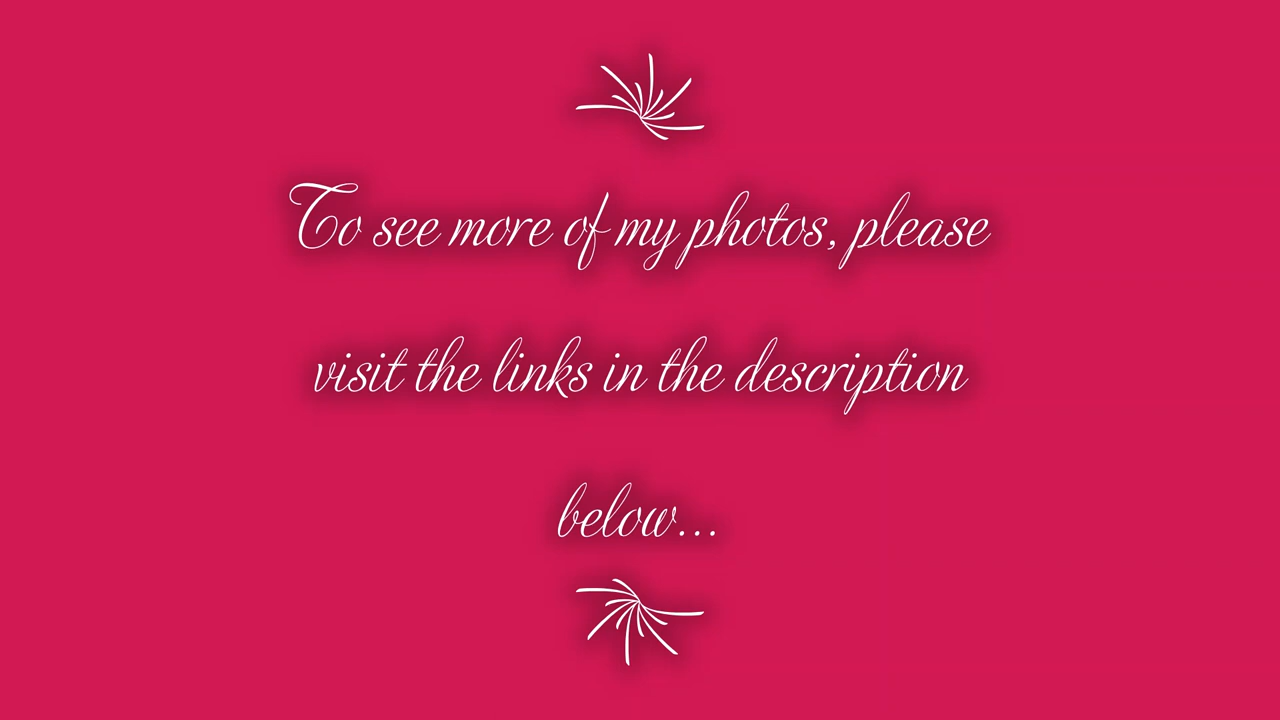 To see more of my photos, please
visit the links in the description
below...